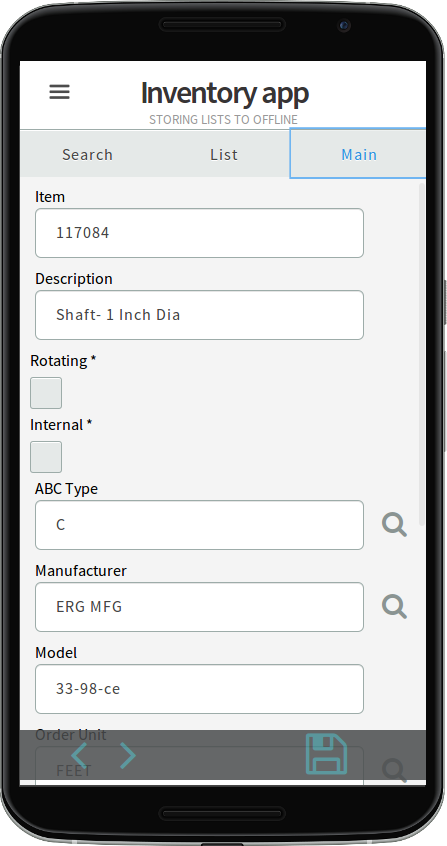 Inventory app
STORING LISTS TO OFFLINE
Search List Main
Item
117084
Description
Shaft- 1 Inch Dia
Rotating *
Internal *
ABC Type
C
Manufacturer
ERG MFG
Model
33-98-ce
Order Unit
FEET